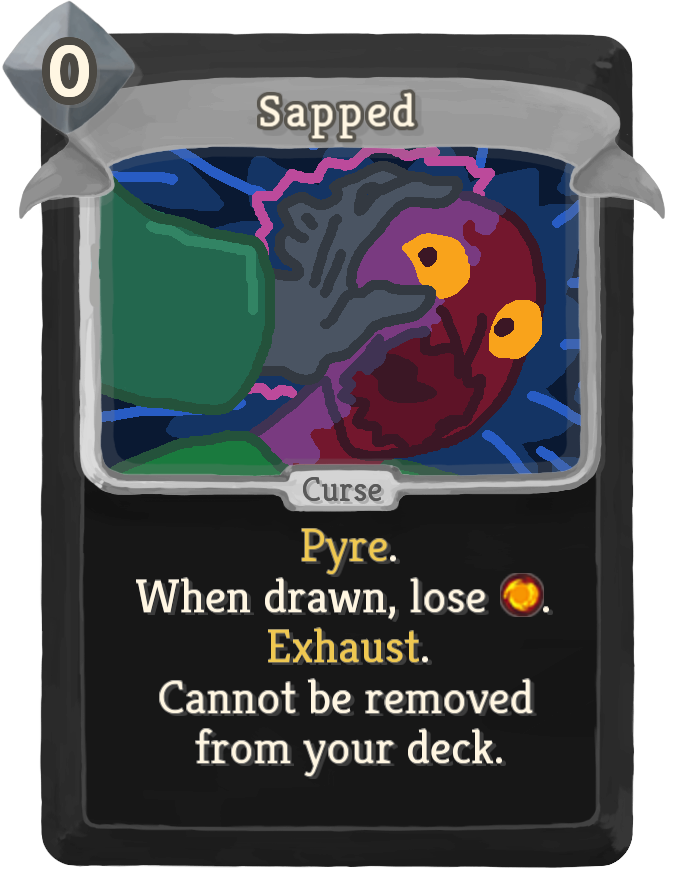 0
Sapped
Curse
Pyre.
When drawn, lose .
Exhaust.
Cannot be removed
from your deck.